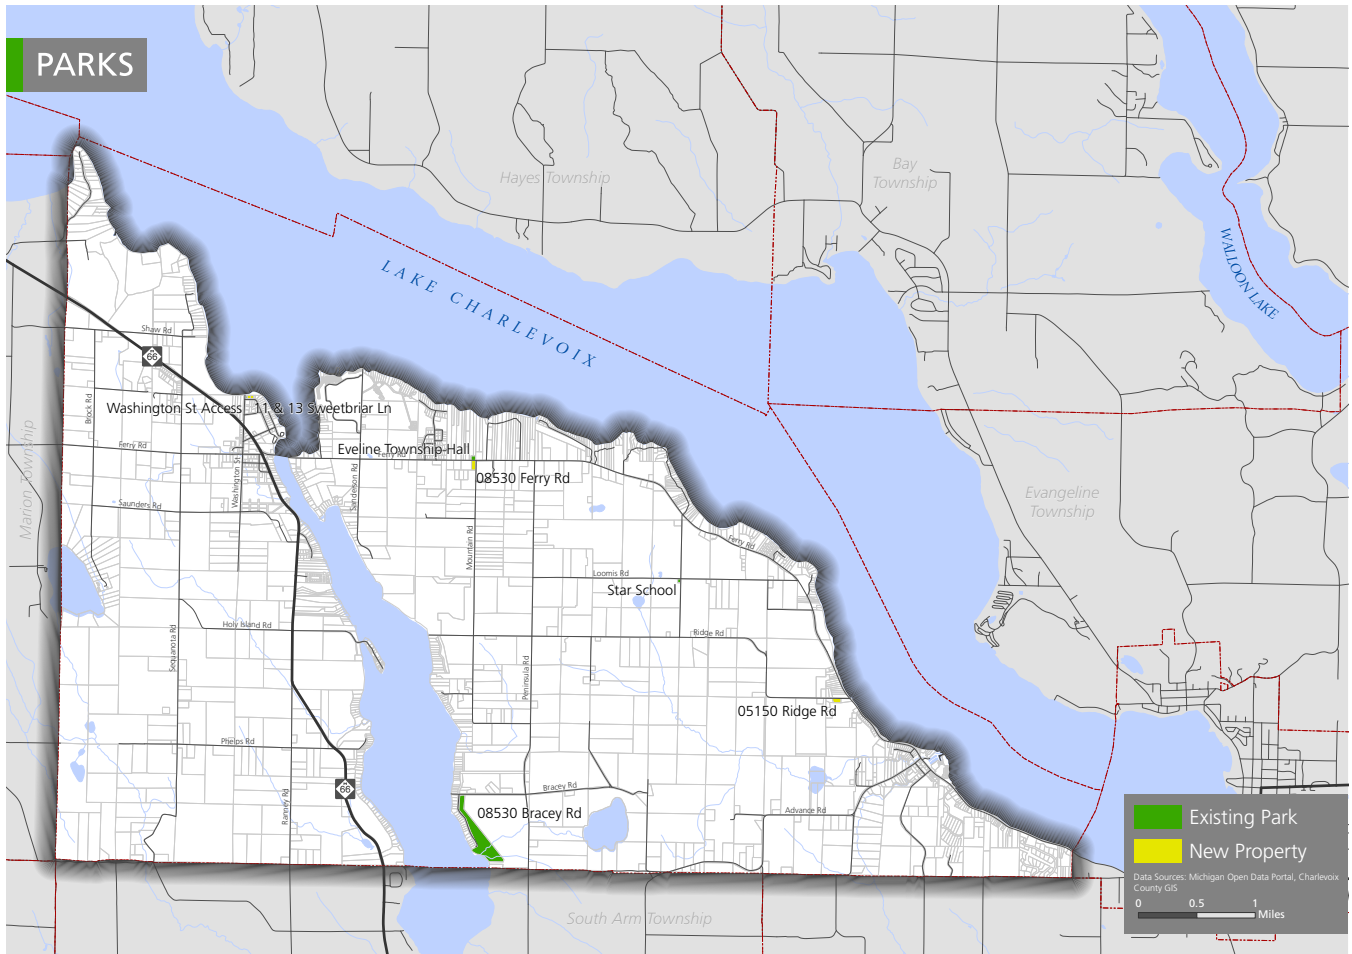 PARKS
Hayes Township
Bay
Township
WALLOON LAKE
LAKE CHARLEVOIX
Shaw Rd
66
Brock Rd
Washington St Access
11 & 13 Sweetbriar Ln
Marion Township
Ferry Rd
Washington St
Eveline Township Hall
Ferry Rd
Sanderson Rd
08530 Ferry Rd
Saunders Rd
Evangeline
Township
Mountain Rd
Ferry Rd
Loomis Rd
Star School
Holy Island Rd
Sequanota Rd
Ridge Rd
Peninsula Rd
05150 Ridge Rd
Phelps Rd
M
66
Ranney Rd
Bracey Rd
08530 Bracey Rd
Advance Rd
South Arm Township
Existing Park
New Property
Data Sources: Michigan Open Data Portal, Charlevoix
County GIS
0 0.5 1
Miles